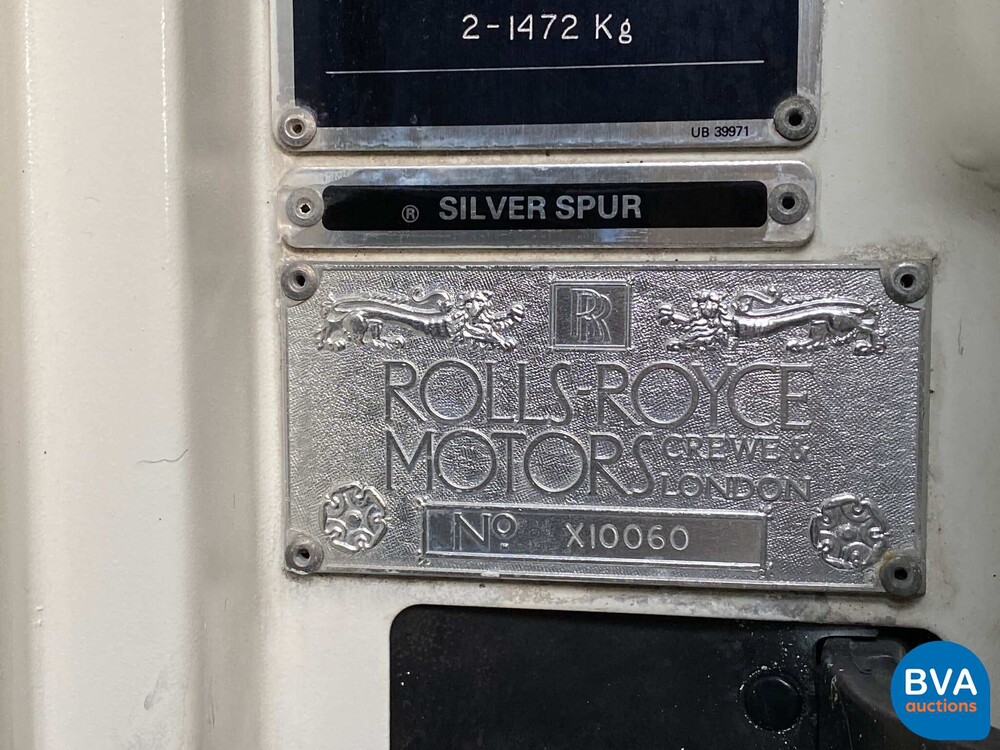 2-1472 Kg
UB 39971
® SILVER SPUR
RR
ROLLS-ROYCE
MOTORS CREWE &
LONDON
Nº X10060
BVA
auctions